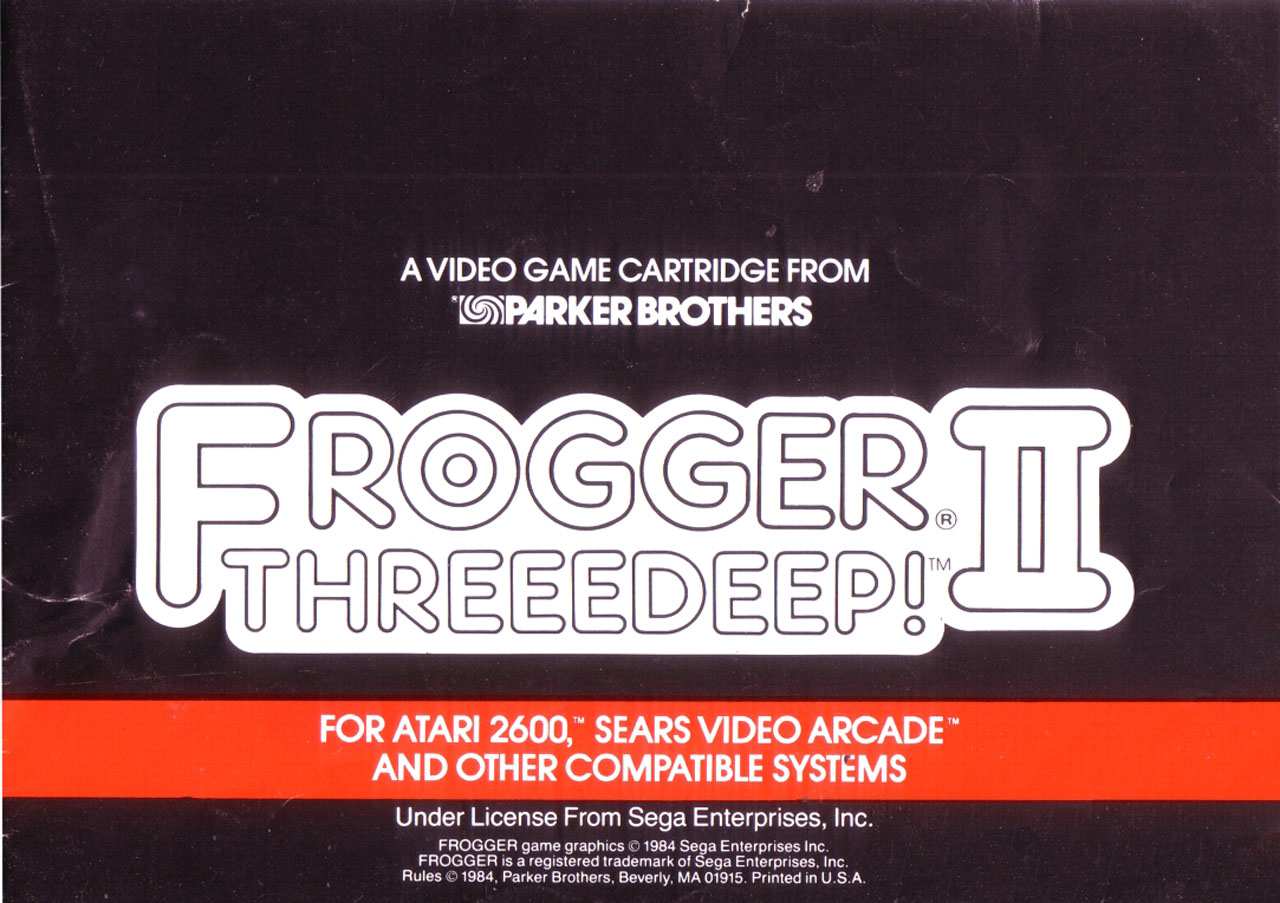 A VIDEO GAME CARTRIDGE FROM
PARKER BROTHERS
FROGGER® II
THREEEDEEP!™
FOR ATARI 2600,™ SEARS VIDEO ARCADE™
AND OTHER COMPATIBLE SYSTEMS
Under License From Sega Enterprises, Inc.
FROGGER game graphics © 1984 Sega Enterprises Inc.
FROGGER is a registered trademark of Sega Enterprises, Inc.
Rules © 1984, Parker Brothers, Beverly, MA 01915. Printed in U.S.A.